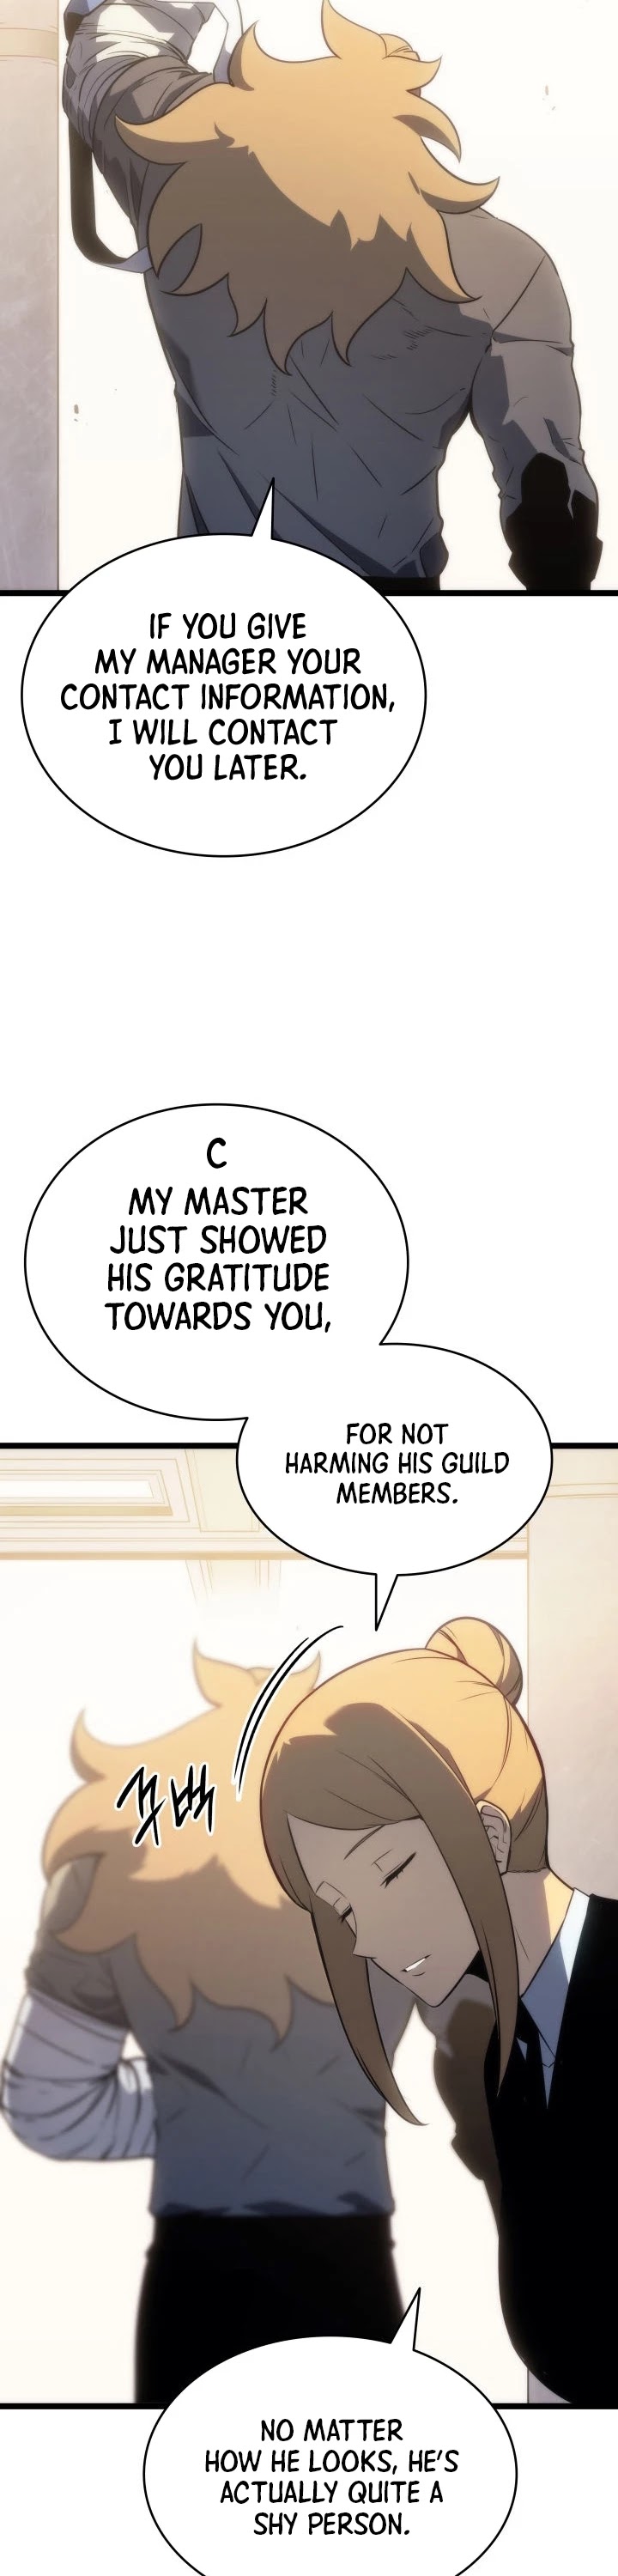 IF YOU GIVE
MY MANAGER YOUR
CONTACT INFORMATION,
I WILL CONTACT
YOU LATER.
C
MY MASTER
JUST SHOWED
HIS GRATITUDE
TOWARDS YOU,
FOR NOT
HARMING HIS GUILD
MEMBERS.
꾸벅
NO MATTER
HOW HE LOOKS, HE'S
ACTUALLY QUITE A
SHY PERSON.